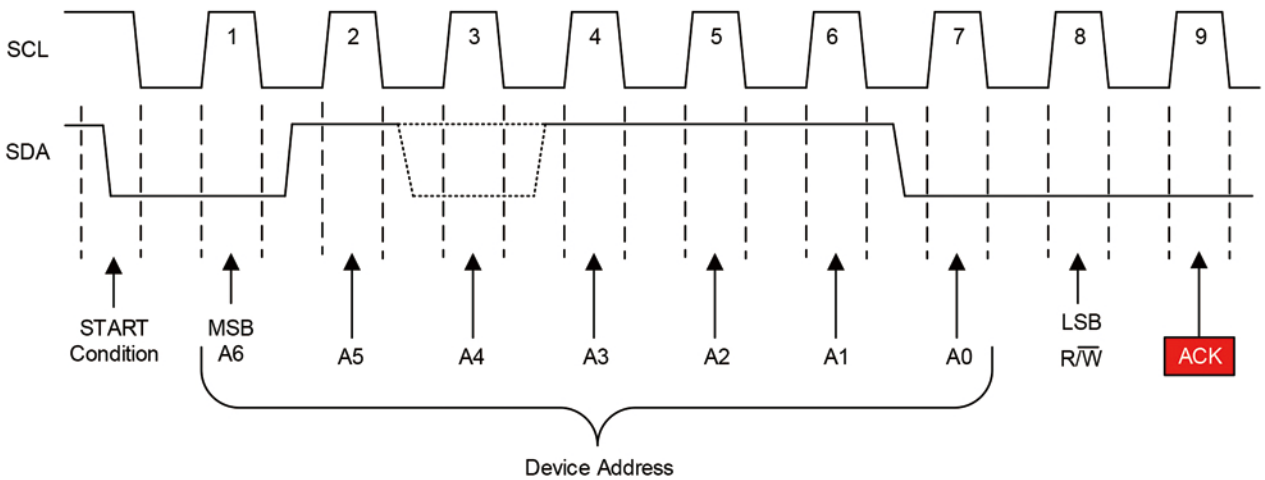 SCL
1 2 3 4 5 6 7 8 9
SDA
START
Condition
MSB
A6 A5 A4 A3 A2 A1 A0
LSB
R/W̅
ACK
Device Address